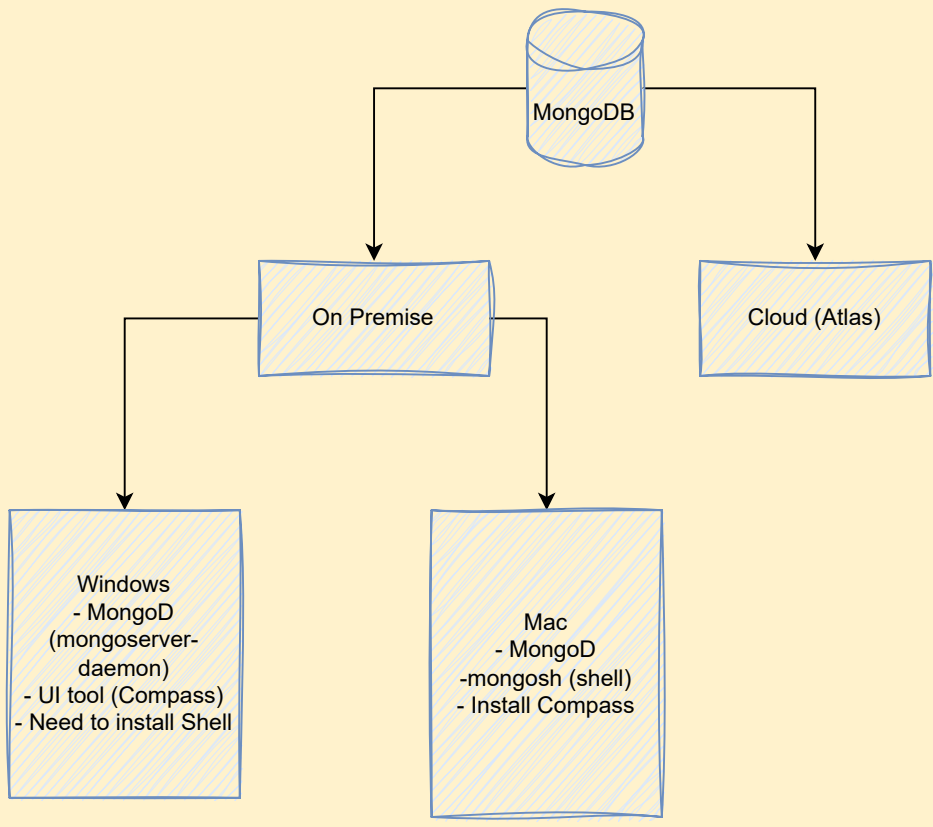 MongoDB
On Premise
Cloud (Atlas)
Windows
- MongoD
(mongoserver-
daemon)
- UI tool (Compass)
- Need to install Shell
Mac
- MongoD
-mongosh (shell)
- Install Compass